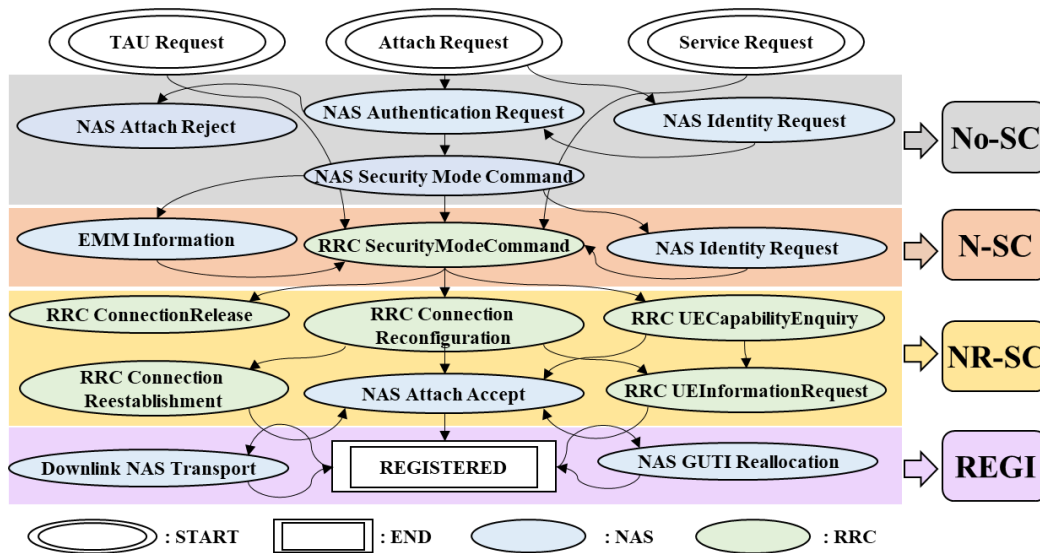 TAU Request
Attach Request
Service Request
NAS Attach Reject
NAS Authentication Request
NAS Identity Request
No-SC
NAS Security Mode Command
EMM Information
RRC SecurityModeCommand
NAS Identity Request
N-SC
RRC ConnectionRelease
RRC Connection
Reconfiguration
RRC UECapabilityEnquiry
NR-SC
RRC Connection
Reestablishment
NAS Attach Accept
RRC UEInformationRequest
Downlink NAS Transport
REGISTERED
NAS GUTI Reallocation
REGI
: START
: END
: NAS
: RRC